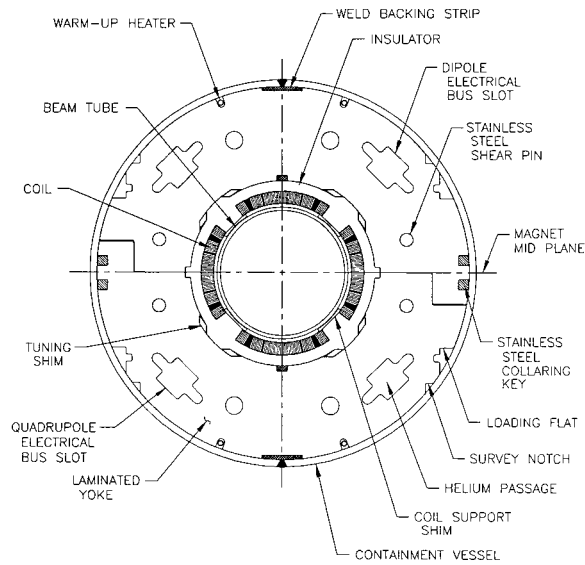 WELD BACKING STRIP
WARM-UP HEATER
INSULATOR
DIPOLE
ELECTRICAL
BUS SLOT
BEAM TUBE
STAINLESS
STEEL
SHEAR PIN
COIL
MAGNET
MID PLANE
TUNING
SHIM
STAINLESS
STEEL
COLLARING
KEY
QUADRUPOLE
ELECTRICAL
BUS SLOT
LOADING FLAT
SURVEY NOTCH
LAMINATED
YOKE
HELIUM PASSAGE
COIL SUPPORT
SHIM
CONTAINMENT VESSEL